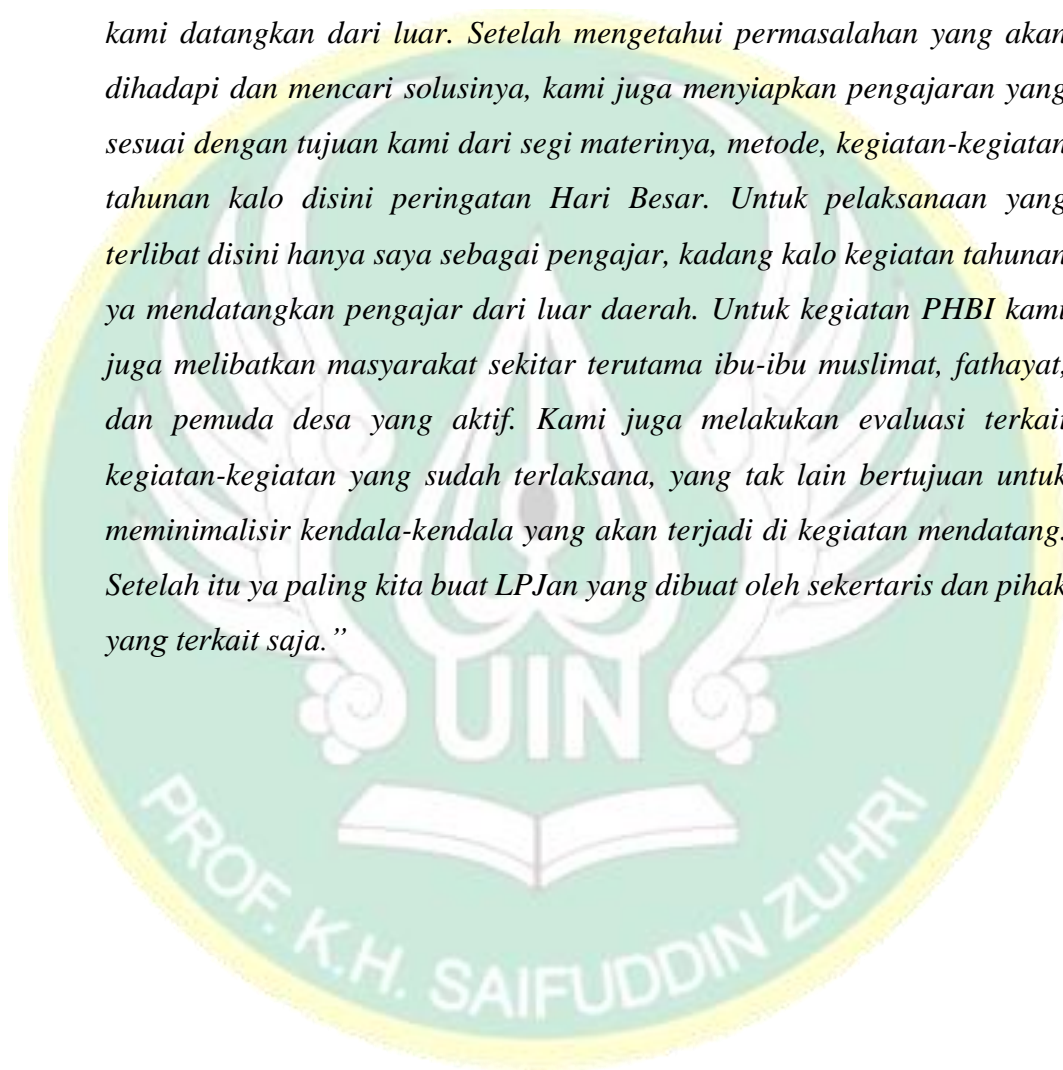 kami datangkan dari luar. Setelah mengetahui permasalahan yang akan
dihadapi dan mencari solusinya, kami juga menyiapkan pengajaran yang
sesuai dengan tujuan kami dari segi materinya, metode, kegiatan-kegiatan
tahunan kalo disini peringatan Hari Besar. Untuk pelaksanaan yang
terlibat disini hanya saya sebagai pengajar, kadang kalo kegiatan tahunan
ya mendatangkan pengajar dari luar daerah. Untuk kegiatan PHBI kami
juga melibatkan masyarakat sekitar terutama ibu-ibu muslimat, fathayat,
dan pemuda desa yang aktif. Kami juga melakukan evaluasi terkait
kegiatan-kegiatan yang sudah terlaksana, yang tak lain bertujuan untuk
meminimalisir kendala-kendala yang akan terjadi di kegiatan mendatang.
Setelah itu ya paling kita buat LPJan yang dibuat oleh sekertaris dan pihak
yang terkait saja.”
UIN
PROF. K.H. SAIFUDDIN ZUHRI